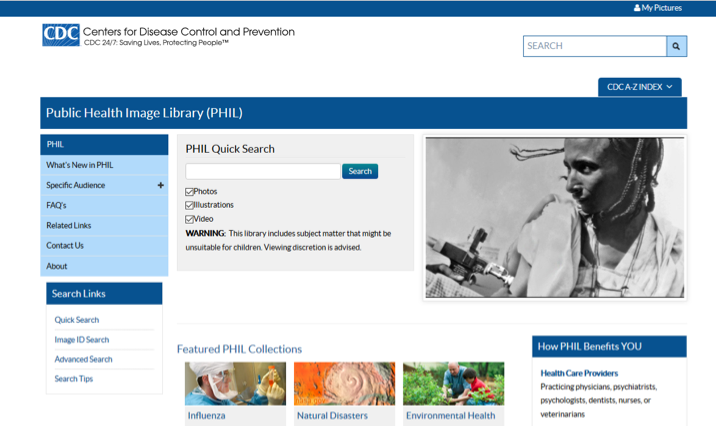 My Pictures
CDC
Centers for Disease Control and Prevention
CDC 24/7: Saving Lives, Protecting People™
SEARCH
CDC A-Z INDEX
Public Health Image Library (PHIL)
PHIL
What's New in PHIL
Specific Audience
FAQ's
Related Links
Contact Us
About
Search Links
Quick Search
Image ID Search
Advanced Search
Search Tips
PHIL Quick Search
Search
Photos
Illustrations
Video
WARNING: This library includes subject matter that might be
unsuitable for children. Viewing discretion is advised.
Featured PHIL Collections
Influenza
Natural Disasters
Environmental Health
How PHIL Benefits YOU
Health Care Providers
Practicing physicians, psychiatrists,
psychologists, dentists, nurses, or
veterinarians